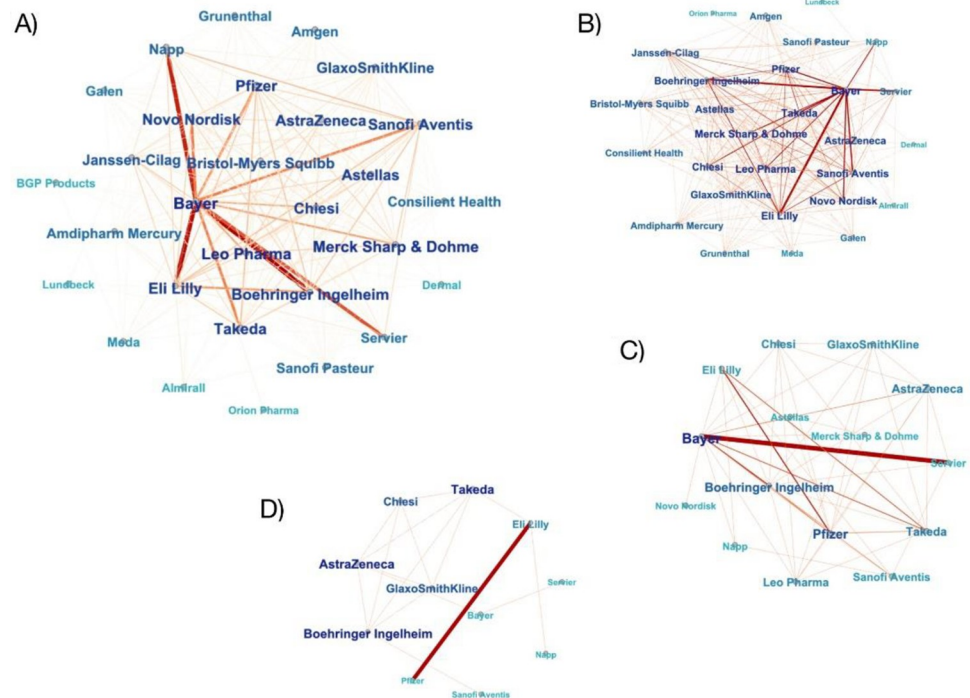 A)
Grunenthal
Amgen
Napp
GlaxoSmithKline
Galen
Pfizer
Novo Nordisk
AstraZeneca
Sanofi Aventis
Janssen-Cilag
Bristol-Myers Squibb
Astellas
BGP Products
Bayer
Chiesi
Consilient Health
Amdipharm Mercury
Leo Pharma
Merck Sharp & Dohme
Lundbeck
Eli Lilly
Boehringer Ingelheim
Dermal
Takeda
Servier
Meda
Sanofi Pasteur
Almirall
Orion Pharma
B)
Lundbeck
Orion Pharma
Amgen
Sanofi Pasteur
Napp
Janssen-Cilag
Pfizer
Boehringer Ingelheim
Bayer
Servier
Bristol-Myers Squibb
Astellas
Takeda
Merck Sharp & Dohme
AstraZeneca
Dermal
Consilient Health
Chiesi
Leo Pharma
Sanofi Aventis
GlaxoSmithKline
Novo Nordisk
Almirall
Eli Lilly
Amdipharm Mercury
Galen
Grunenthal
Meda
C)
Chiesi
GlaxoSmithKline
Eli Lilly
AstraZeneca
Astellas
Bayer
Merck Sharp & Dohme
Servier
Boehringer Ingelheim
Novo Nordisk
Pfizer
Takeda
Napp
Leo Pharma
Sanofi Aventis
D)
Takeda
Chiesi
Eli Lilly
AstraZeneca
GlaxoSmithKline
Servier
Bayer
Boehringer Ingelheim
Napp
Pfizer
Sanofi Aventis